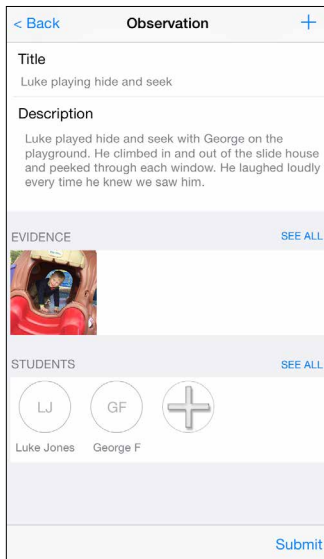 < Back Observation +
Title
Luke playing hide and seek
Description
Luke played hide and seek with George on the
playground. He climbed in and out of the slide house
and peeked through each window. He laughed loudly
every time he knew we saw him.
EVIDENCE SEE ALL
STUDENTS SEE ALL
LJ GF
Luke Jones George F
Submit